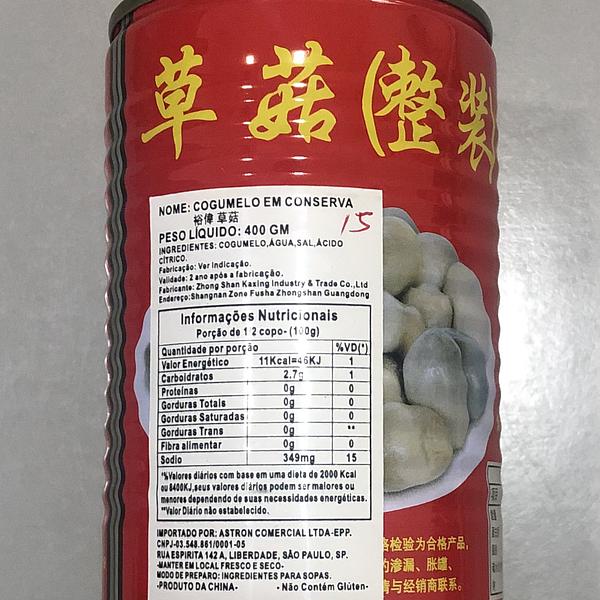 草菇(整装
NOME: COGUMELO EM CONSERVA
裕偉 草菇
PESO LÍQUIDO: 400 GM
15
INGREDIENTES: COGUMELO,ÁGUA,SAL,ÁCIDO
CÍTRICO.
Fabricação: Ver indicação.
Validade: 2 ano após a fabricação.
Fabricante: Zhong Shan Kaxing Industry & Trade Co.,Ltd
Endereço:Shangnan Zone Fusha Zhongshan Guangdong
Informações Nutricionais
Porção de 1/2 copo- (100g)
Quantidade por porção %VD(*)
Valor Energético 11Kcal=46KJ 1
Carboidratos 2.7g 1
Proteínas 0g 0
Gorduras Totais 0g 0
Gorduras Saturadas 0g 0
Gorduras Trans 0g **
Fibra alimentar 0g 0
Sodio 349mg 15
*Valores diários com base em uma dieta de 2000 Kcal
ou 8400KJ,seus valores diários podem ser maiores ou
menores dependendo de suas necessidades energéticas.
**Valor Diário não estabelecido.
IMPORTADO POR: ASTRON COMERCIAL LTDA-EPP.
CNPJ-03.548.861/0001-05
RUA ESPIRITA 142 A, LIBERDADE, SÃO PAULO, SP.
-MANTER EM LOCAL FRESCO E SECO-
MODO DE PREPARO: INGREDIENTES PARA SOPAS.
-PRODUTO DA CHINA- - Não Contém Glúten-
格检验为合格产品,
的渗漏、胀罐、
请与经销商联系。